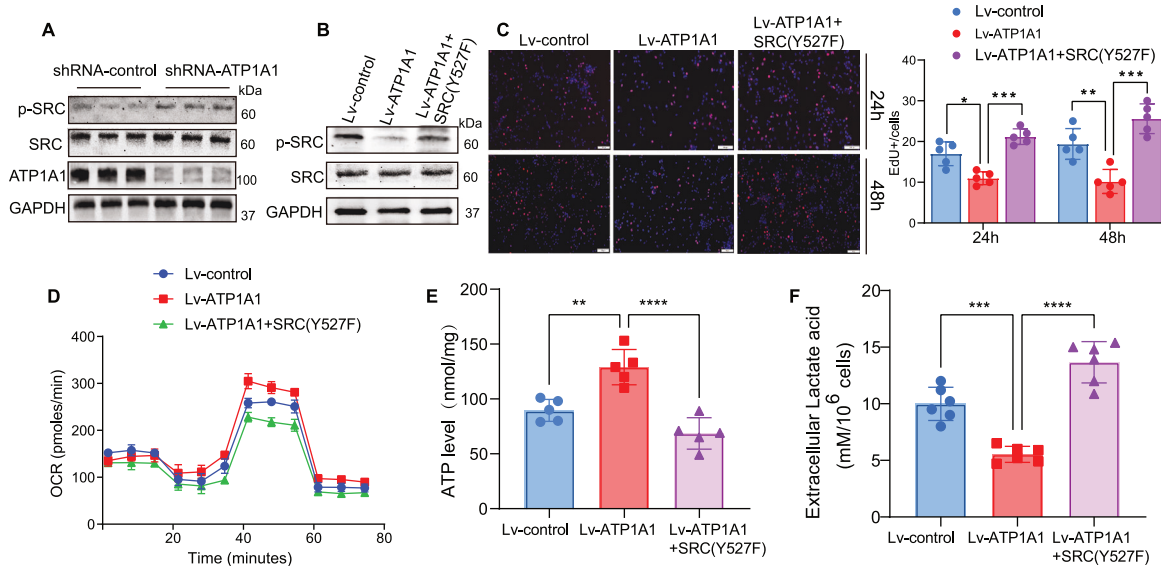 A
shRNA-control shRNA-ATP1A1
kDa
p-SRC 60
SRC 60
ATP1A1 100
GAPDH 37
B
Lv-control
Lv-ATP1A1
Lv-ATP1A1+
SRC(Y527F)
kDa
p-SRC 60
SRC 60
GAPDH 37
C
Lv-control Lv-ATP1A1 Lv-ATP1A1+
SRC(Y527F)
24h
48h
Lv-control
Lv-ATP1A1
Lv-ATP1A1+SRC(Y527F)
EdU+/cells
40
30
20
10
0
* *** ** ***
24h 48h
D
Lv-control
Lv-ATP1A1
Lv-ATP1A1+SRC(Y527F)
OCR (pmoles/min)
400
300
200
100
0
0 20 40 60 80
Time (minutes)
E
ATP level (nmol/mg)
200
150
100
50
0
** ****
Lv-control Lv-ATP1A1 Lv-ATP1A1
+SRC(Y527F)
F
Extracellular Lactate acid
(mM/10^6 cells)
20
15
10
5
0
*** ****
Lv-control Lv-ATP1A1 Lv-ATP1A1
+SRC(Y527F)